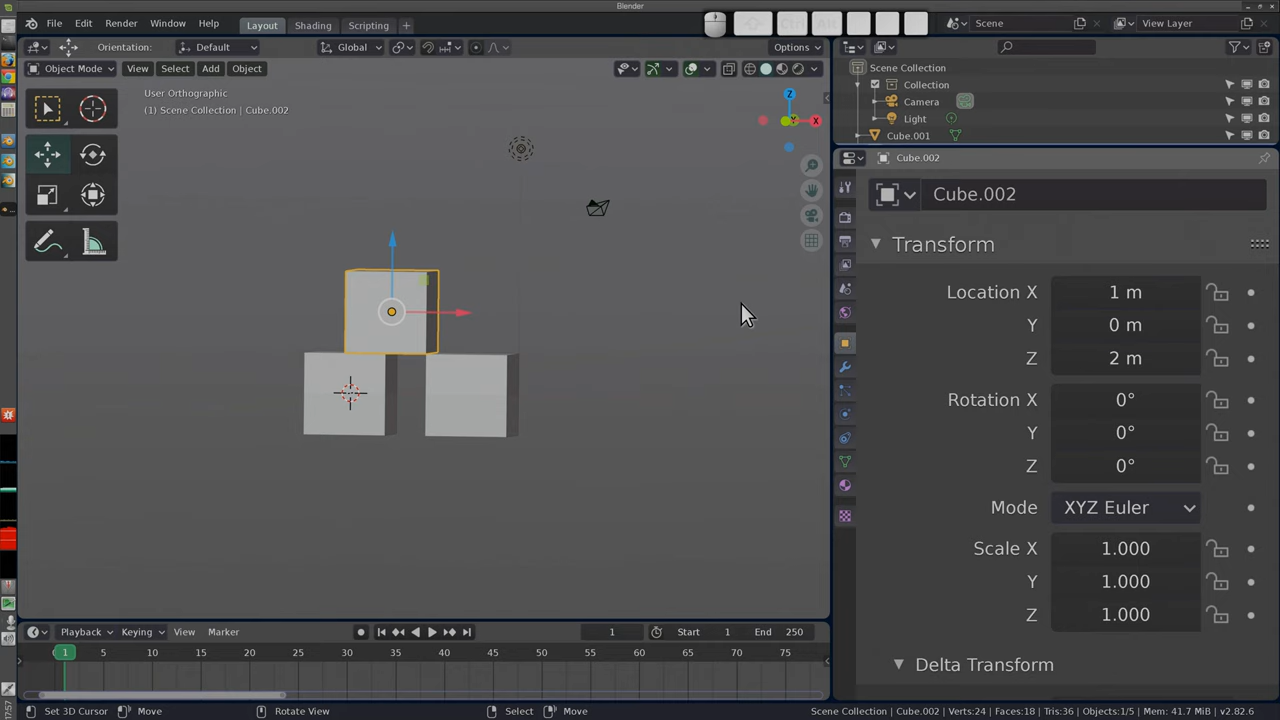 Blender
File Edit Render Window Help Layout Shading Scripting + Scene View Layer
Orientation: Default Global Options
Object Mode View Select Add Object
User Orthographic
(1) Scene Collection | Cube.002
Z
X
Y
Scene Collection
Collection
Camera
Light
Cube.001
Cube.002
Cube.002
Transform
Location X 1 m
Y 0 m
Z 2 m
Rotation X 0°
Y 0°
Z 0°
Mode XYZ Euler
Scale X 1.000
Y 1.000
Z 1.000
Delta Transform
Playback Keying View Marker 1 Start 1 End 250
1 5 10 15 20 25 30 35 40 45 50 55 60 65 70 75
Set 3D Cursor Move Rotate View Select Move Scene Collection | Cube.002 | Verts:24 | Faces:18 | Tris:36 | Objects:1/5 | Mem: 41.7 MiB | v2.82.6
17:57